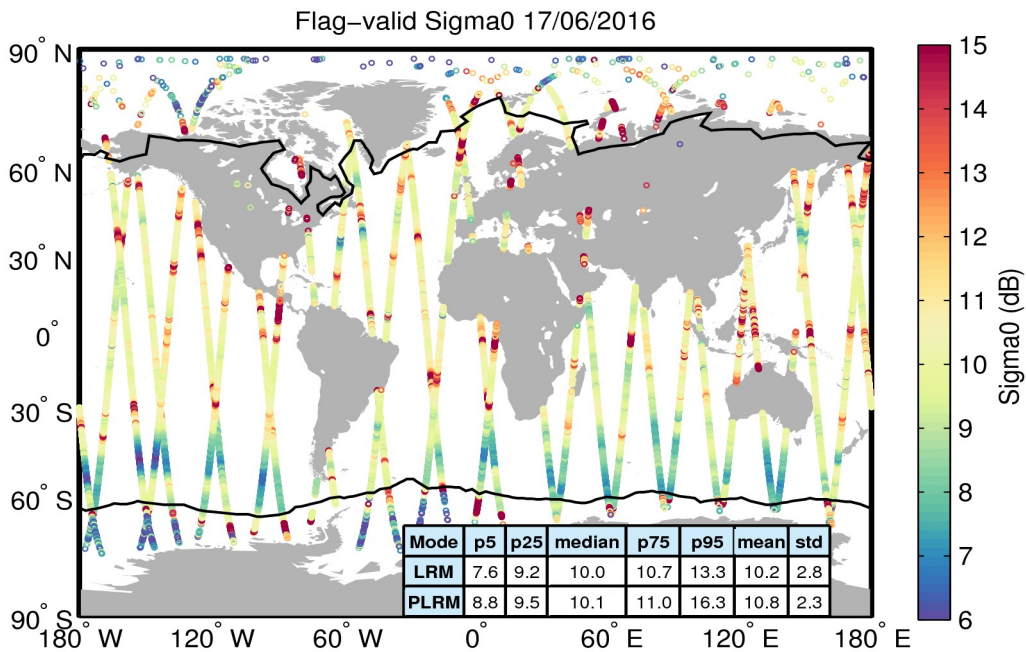 Flag−valid Sigma0 17/06/2016
90° N
60° N
30° N
0°
30° S
60° S
90° S
180° W
120° W
60° W
0°
60° E
120° E
180° E
Mode p5 p25 median p75 p95 mean std
LRM 7.6 9.2 10.0 10.7 13.3 10.2 2.8
PLRM 8.8 9.5 10.1 11.0 16.3 10.8 2.3
15
14
13
12
11
10
9
8
7
6
Sigma0 (dB)